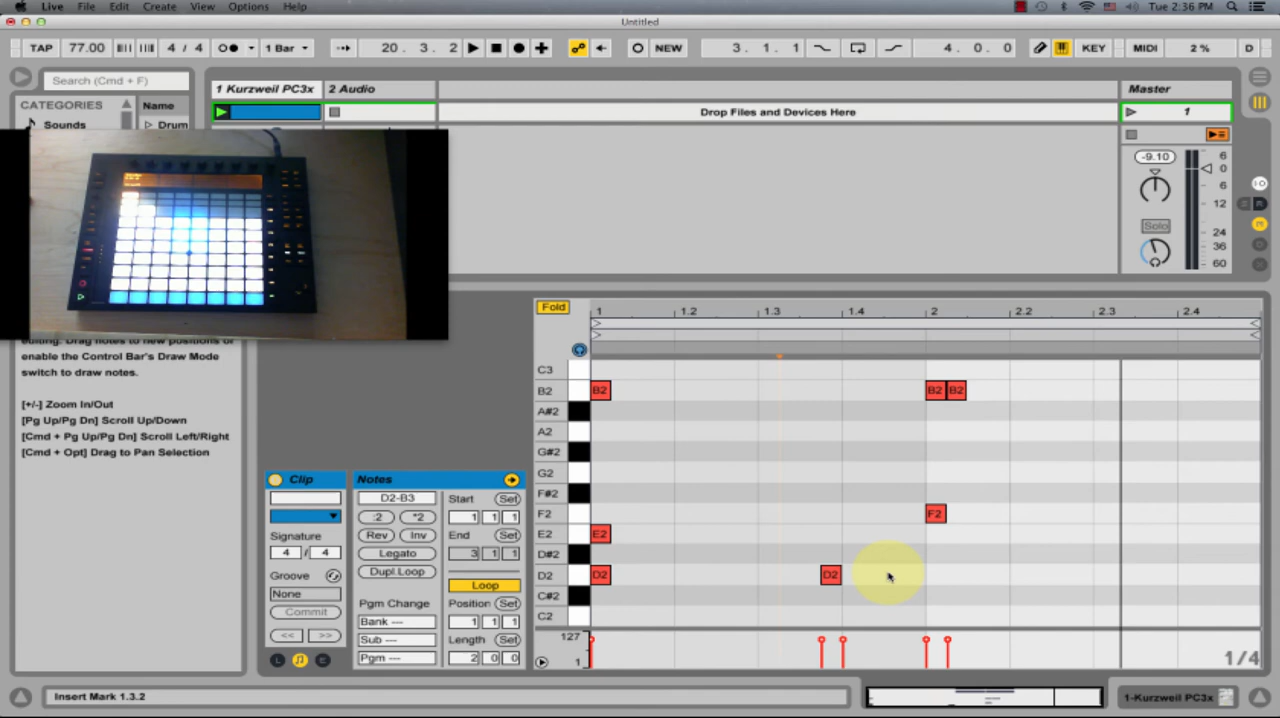 Live File Edit Create View Options Help Tue 2:36 PM
Untitled
TAP 77.00 4 / 4 1 Bar 20. 3. 2 NEW 3. 1. 1 4. 0. 0 KEY MIDI 2 % D
Search (Cmd + F) 1 Kurzweil PC3x 2 Audio Master
CATEGORIES Name Drop Files and Devices Here 1
Sounds Drum
-9.10 6
0
6
12
Solo 24
36
60
Fold 1 1.2 1.3 1.4 2 2.2 2.3 2.4
editing. Drag notes to new positions or
enable the Control Bar's Draw Mode
switch to draw notes.
[+/-] Zoom In/Out
[Pg Up/Pg Dn] Scroll Up/Down
[Cmd + Pg Up/Pg Dn] Scroll Left/Right
[Cmd + Opt] Drag to Pan Selection
C3
B2 B2 B2 B2
A#2
A2
G#2
G2
F#2
F2 F2
E2 E2
D#2
D2 D2 D2
C#2
C2
127
1 1/4
Clip
Signature
4 / 4
Groove
None
Commit
<< >>
L E
Notes
D2-B3 Start Set
:2 *2 1 1 1
Rev Inv End Set
Legato 3 1 1
Dupl.Loop Loop
Pgm Change Position Set
Bank --- 1 1 1
Sub --- Length Set
Pgm --- 2 0 0
Insert Mark 1.3.2 1-Kurzweil PC3x